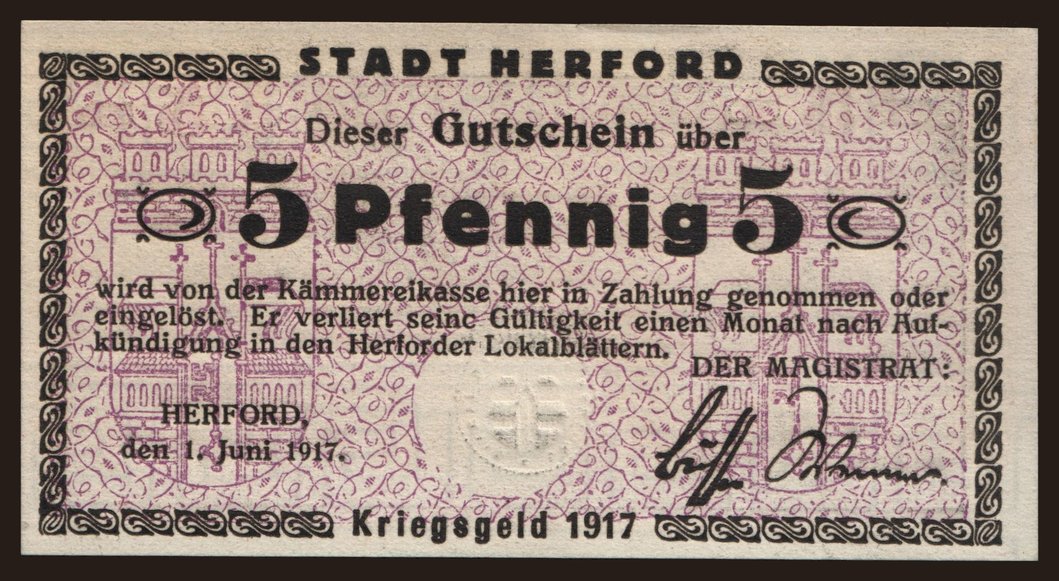 STADT HERFORD
Dieser Gutschein über
5 Pfennig 5
wird von der Kämmereikasse hier in Zahlung genommen oder
eingelöst. Er verliert seine Gültigkeit einen Monat nach Auf-
kündigung in den Herforder Lokalblättern.
DER MAGISTRAT:
HERFORD,
den 1. Juni 1917.
Kriegsgeld 1917